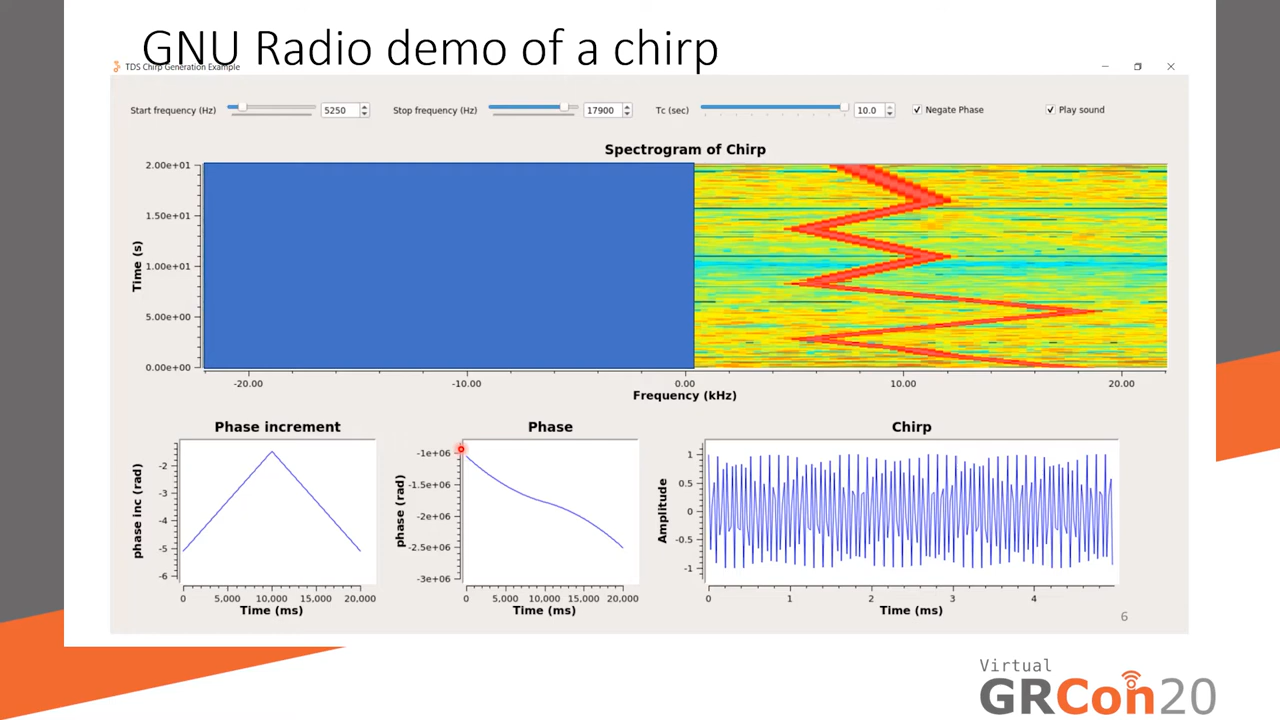 GNU Radio demo of a chirp
TDS Chirp Generation Example
Start frequency (Hz) 5250 Stop frequency (Hz) 17900 Tc (sec) 10.0 Negate Phase Play sound
Spectrogram of Chirp
2.00e+01
1.50e+01
1.00e+01
5.00e+00
0.00e+00
Time (s)
-20.00 -10.00 0.00 10.00 20.00
Frequency (kHz)
Phase increment
-2
-3
-4
-5
-6
phase inc (rad)
0 5,000 10,000 15,000 20,000
Time (ms)
Phase
-1e+06
-1.5e+06
-2e+06
-2.5e+06
-3e+06
phase (rad)
0 5,000 10,000 15,000 20,000
Time (ms)
Chirp
1
0.5
0
-0.5
-1
Amplitude
0 1 2 3 4
Time (ms)
6
Virtual
GRCon20